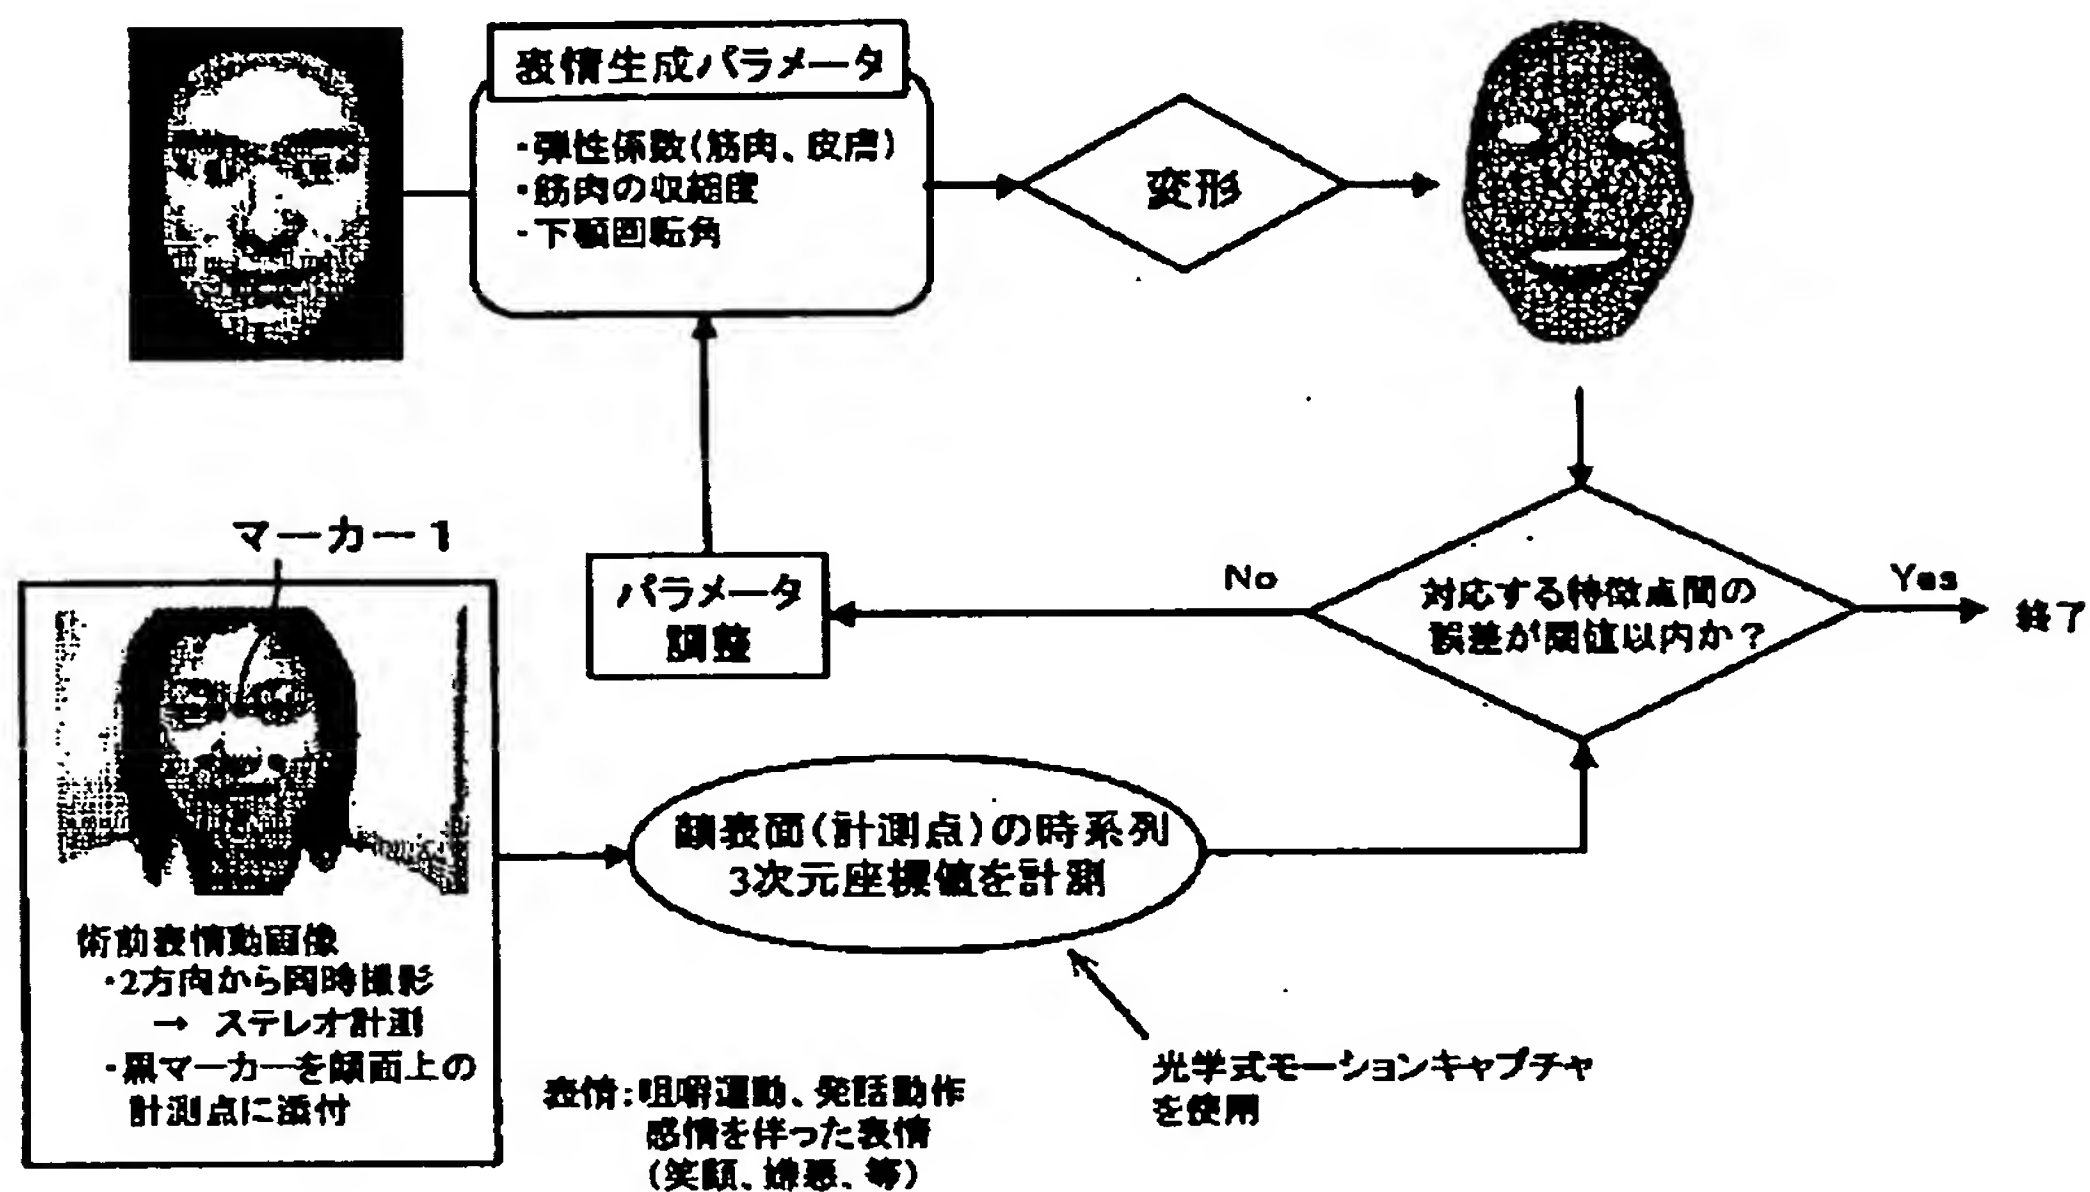 表情生成パラメータ
・弾性係数(筋肉、皮膚)
・筋肉の収縮度
・下顎回転角
変形
マーカー1
パラメータ
調整
No
対応する特徴点間の
誤差が閾値以内か?
Yes
終了
顔表面(計測点)の時系列
3次元座標値を計測
術前表情動画像
・2方向から同時撮影
→ ステレオ計測
・黒マーカーを顔面上の
計測点に添付
表情:咀嚼運動、発話動作
感情を伴った表情
(笑顔、嫌悪、等)
光学式モーションキャプチャ
を使用